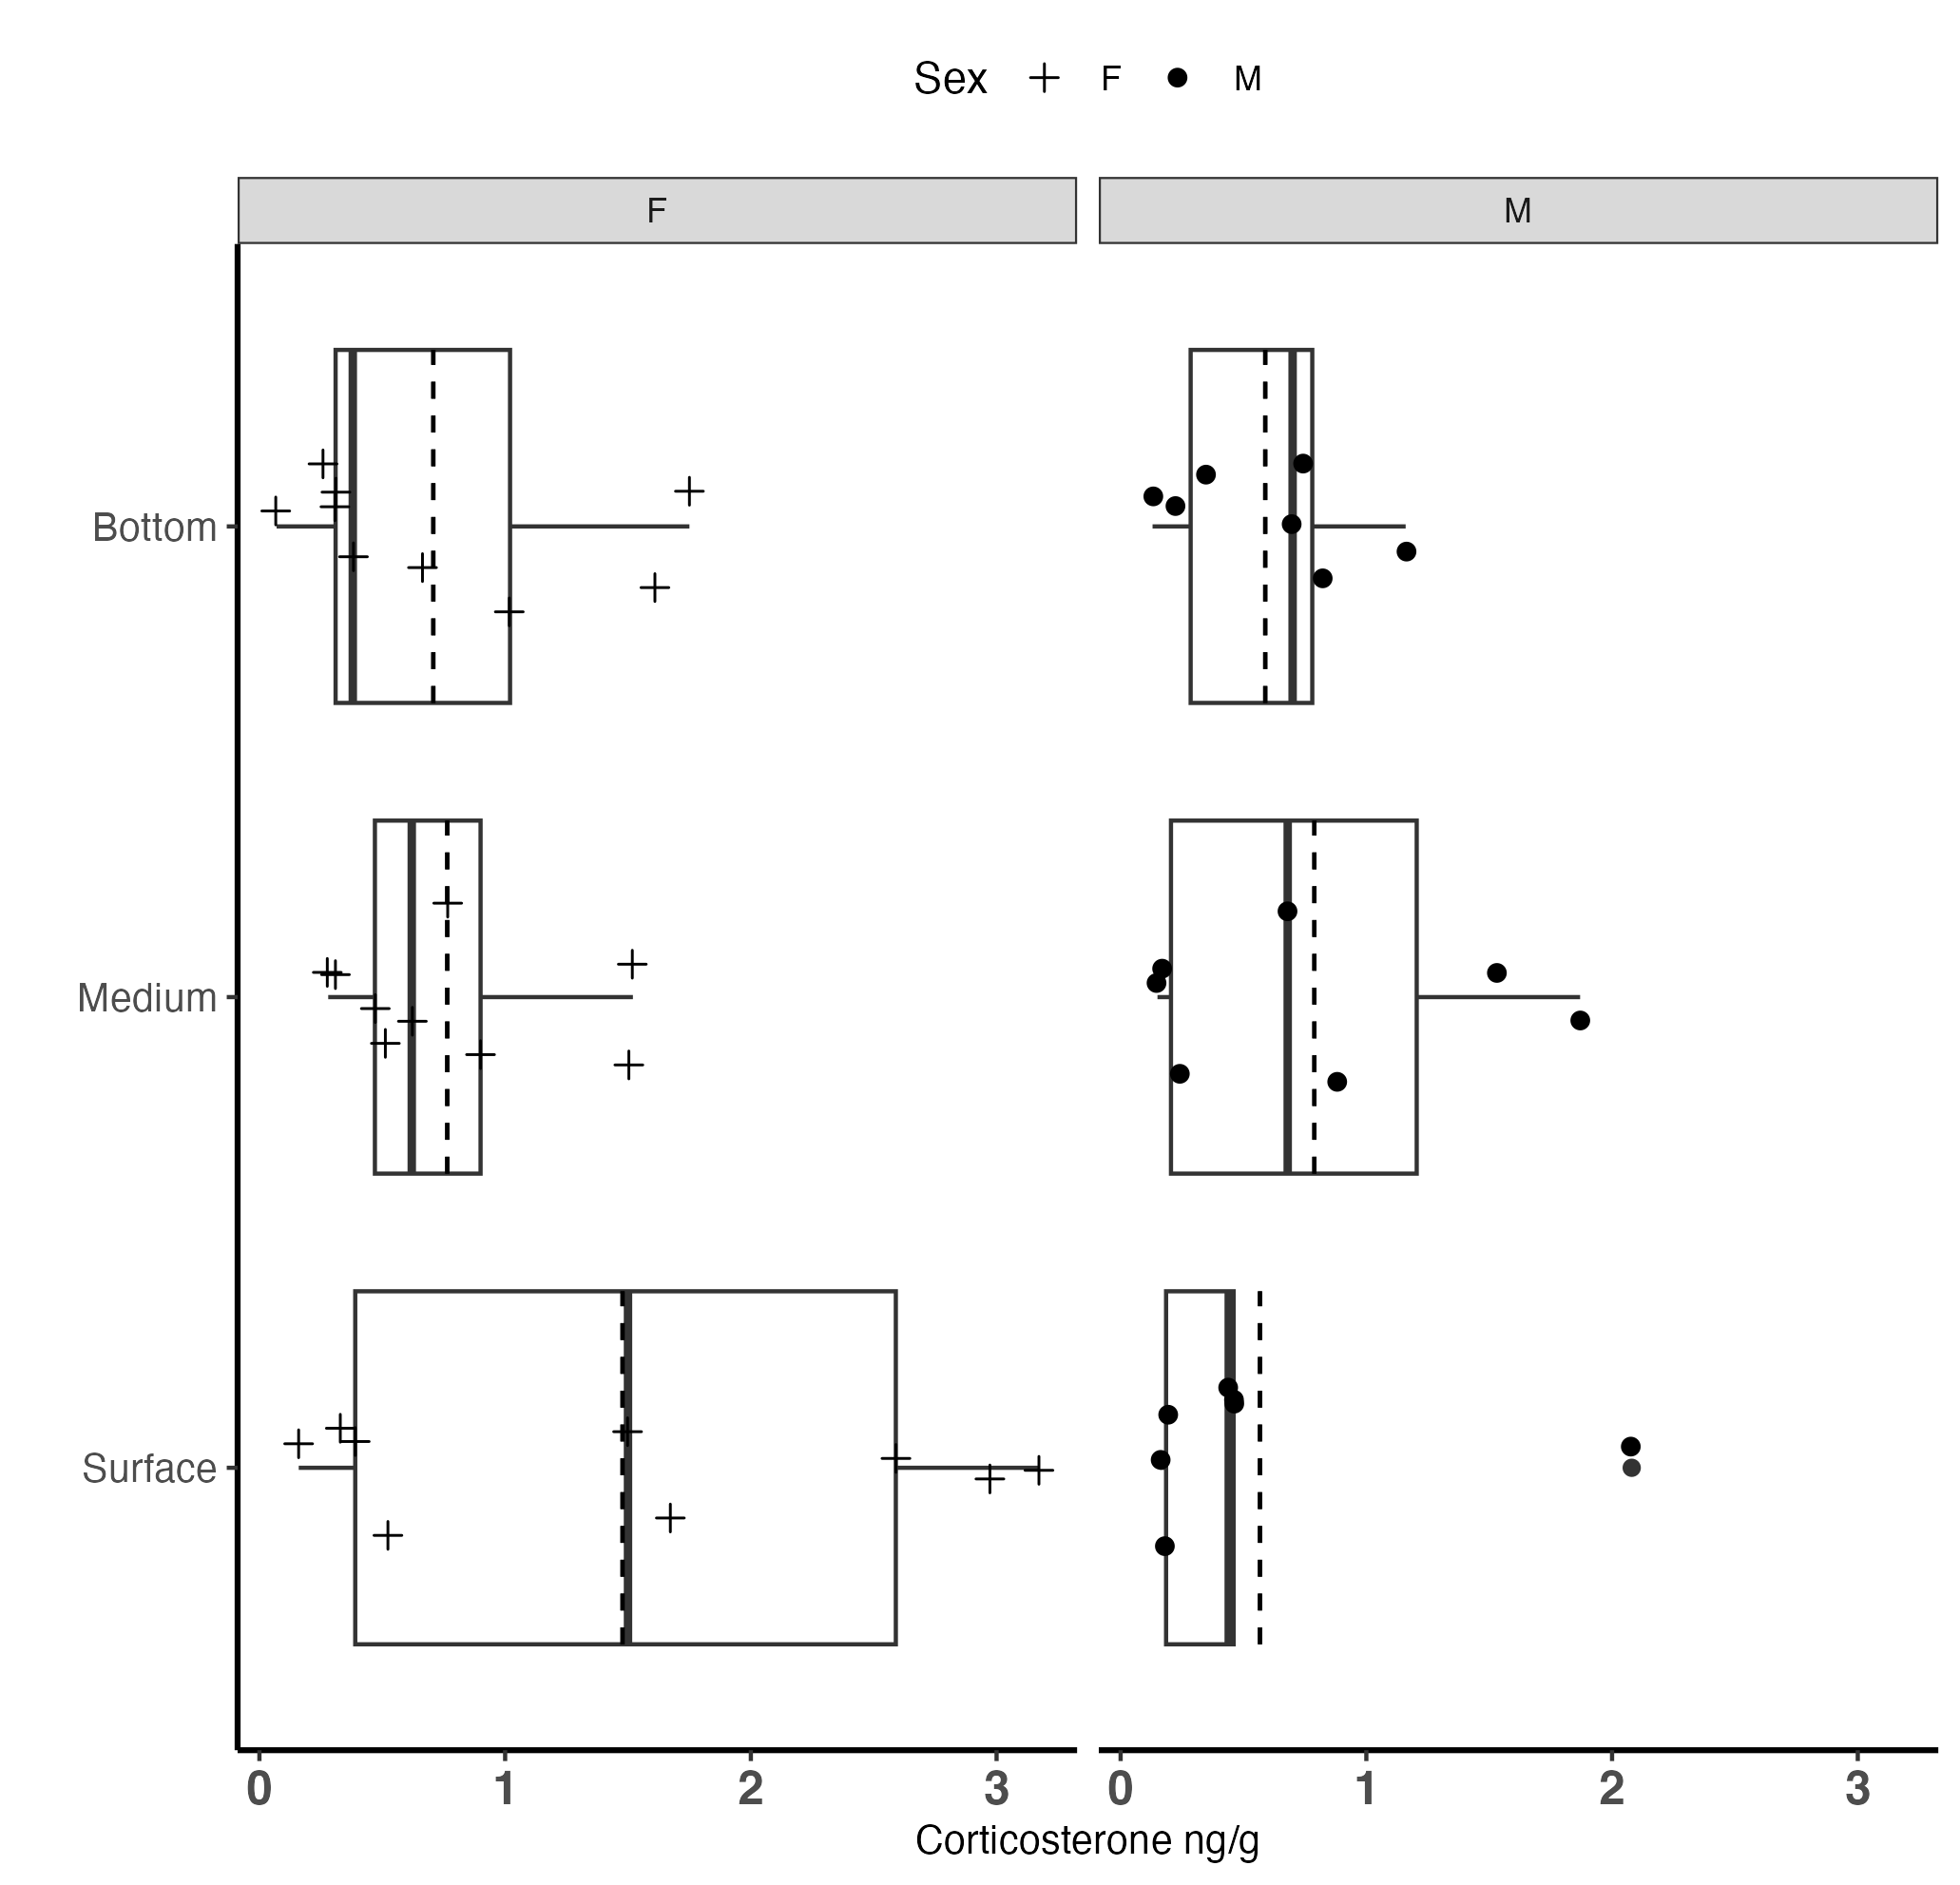 Sex F M
F M
Bottom
Medium
Surface
0 1 2 3 0 1 2 3
Corticosterone ng/g